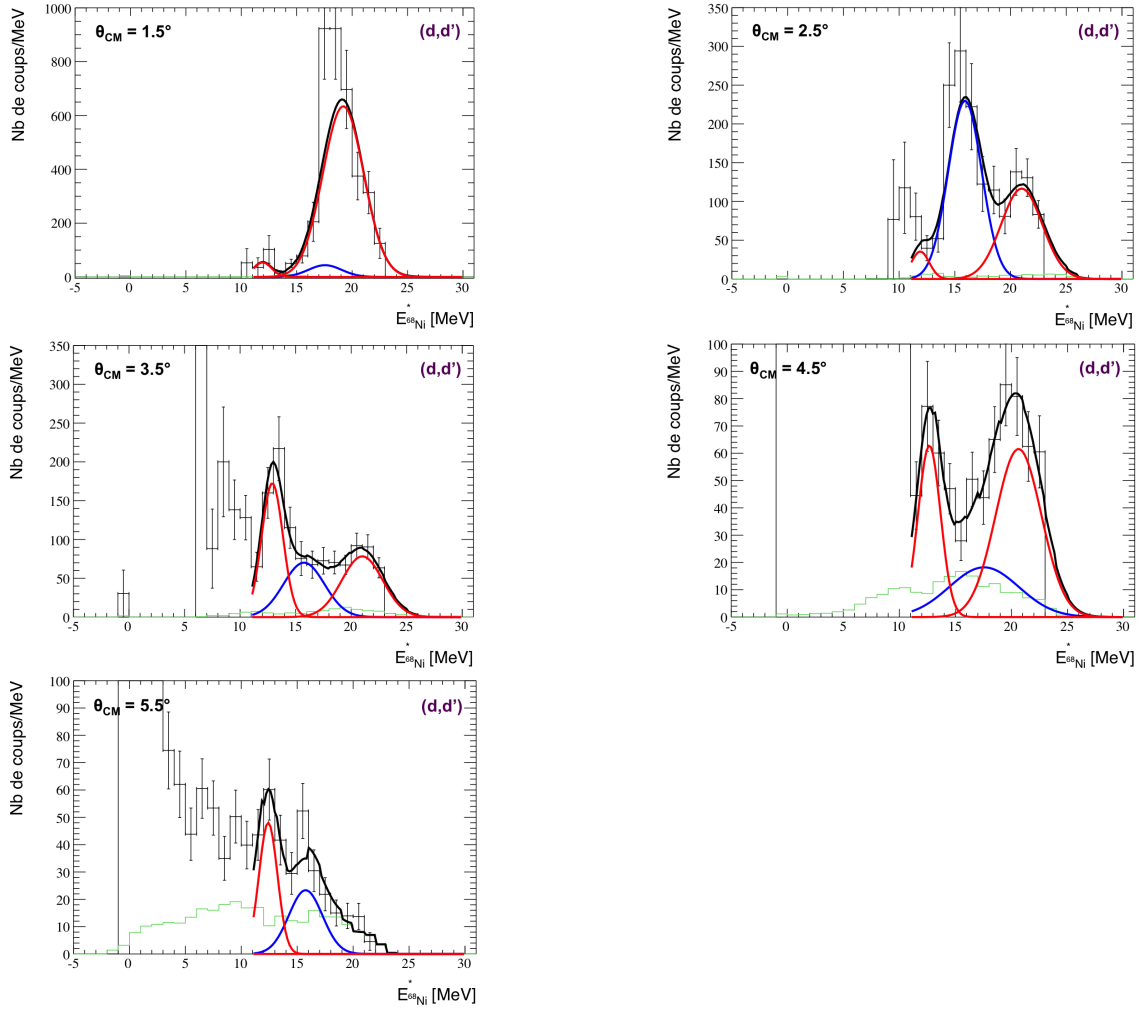 θCM = 1.5° (d,d')
Nb de coups/MeV
1000
800
600
400
200
0
-5 0 5 10 15 20 25 30
E*68Ni [MeV]
θCM = 2.5° (d,d')
Nb de coups/MeV
350
300
250
200
150
100
50
0
-5 0 5 10 15 20 25 30
E*68Ni [MeV]
θCM = 3.5° (d,d')
Nb de coups/MeV
350
300
250
200
150
100
50
0
-5 0 5 10 15 20 25 30
E*68Ni [MeV]
θCM = 4.5° (d,d')
Nb de coups/MeV
100
90
80
70
60
50
40
30
20
10
0
-5 0 5 10 15 20 25 30
E*68Ni [MeV]
θCM = 5.5° (d,d')
Nb de coups/MeV
100
90
80
70
60
50
40
30
20
10
0
-5 0 5 10 15 20 25 30
E*68Ni [MeV]